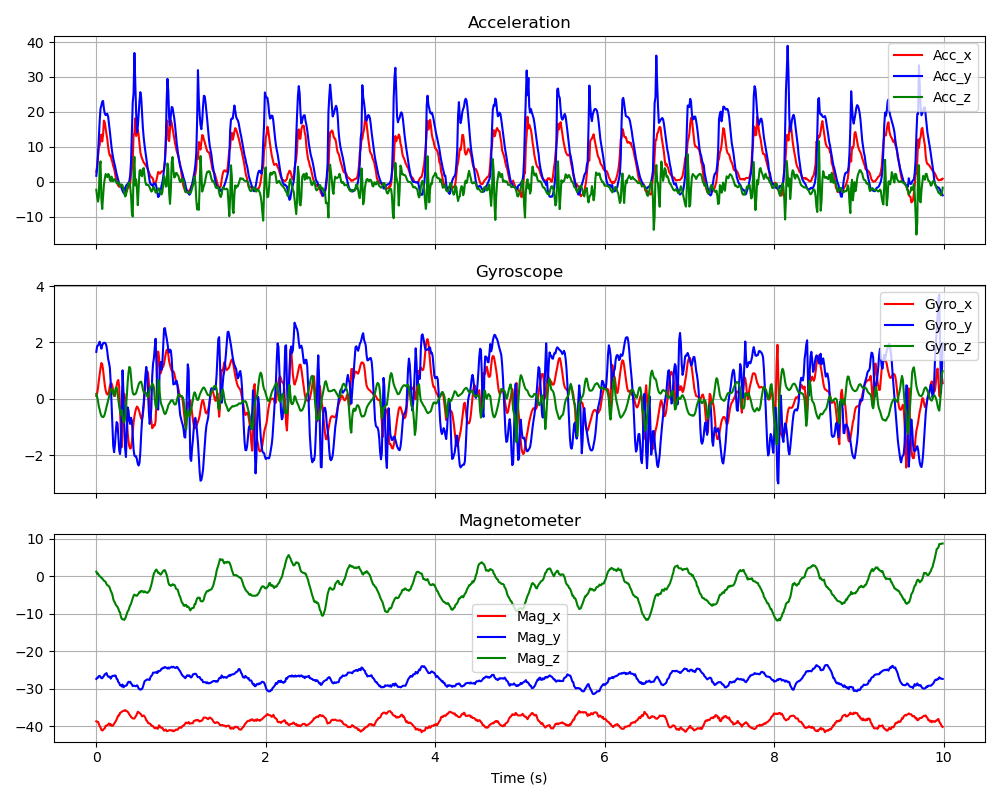 Acceleration
40
30
20
10
0
−10
Acc_x
Acc_y
Acc_z
Gyroscope
4
2
0
−2
Gyro_x
Gyro_y
Gyro_z
Magnetometer
10
0
−10
−20
−30
−40
Mag_x
Mag_y
Mag_z
0 2 4 6 8 10
Time (s)